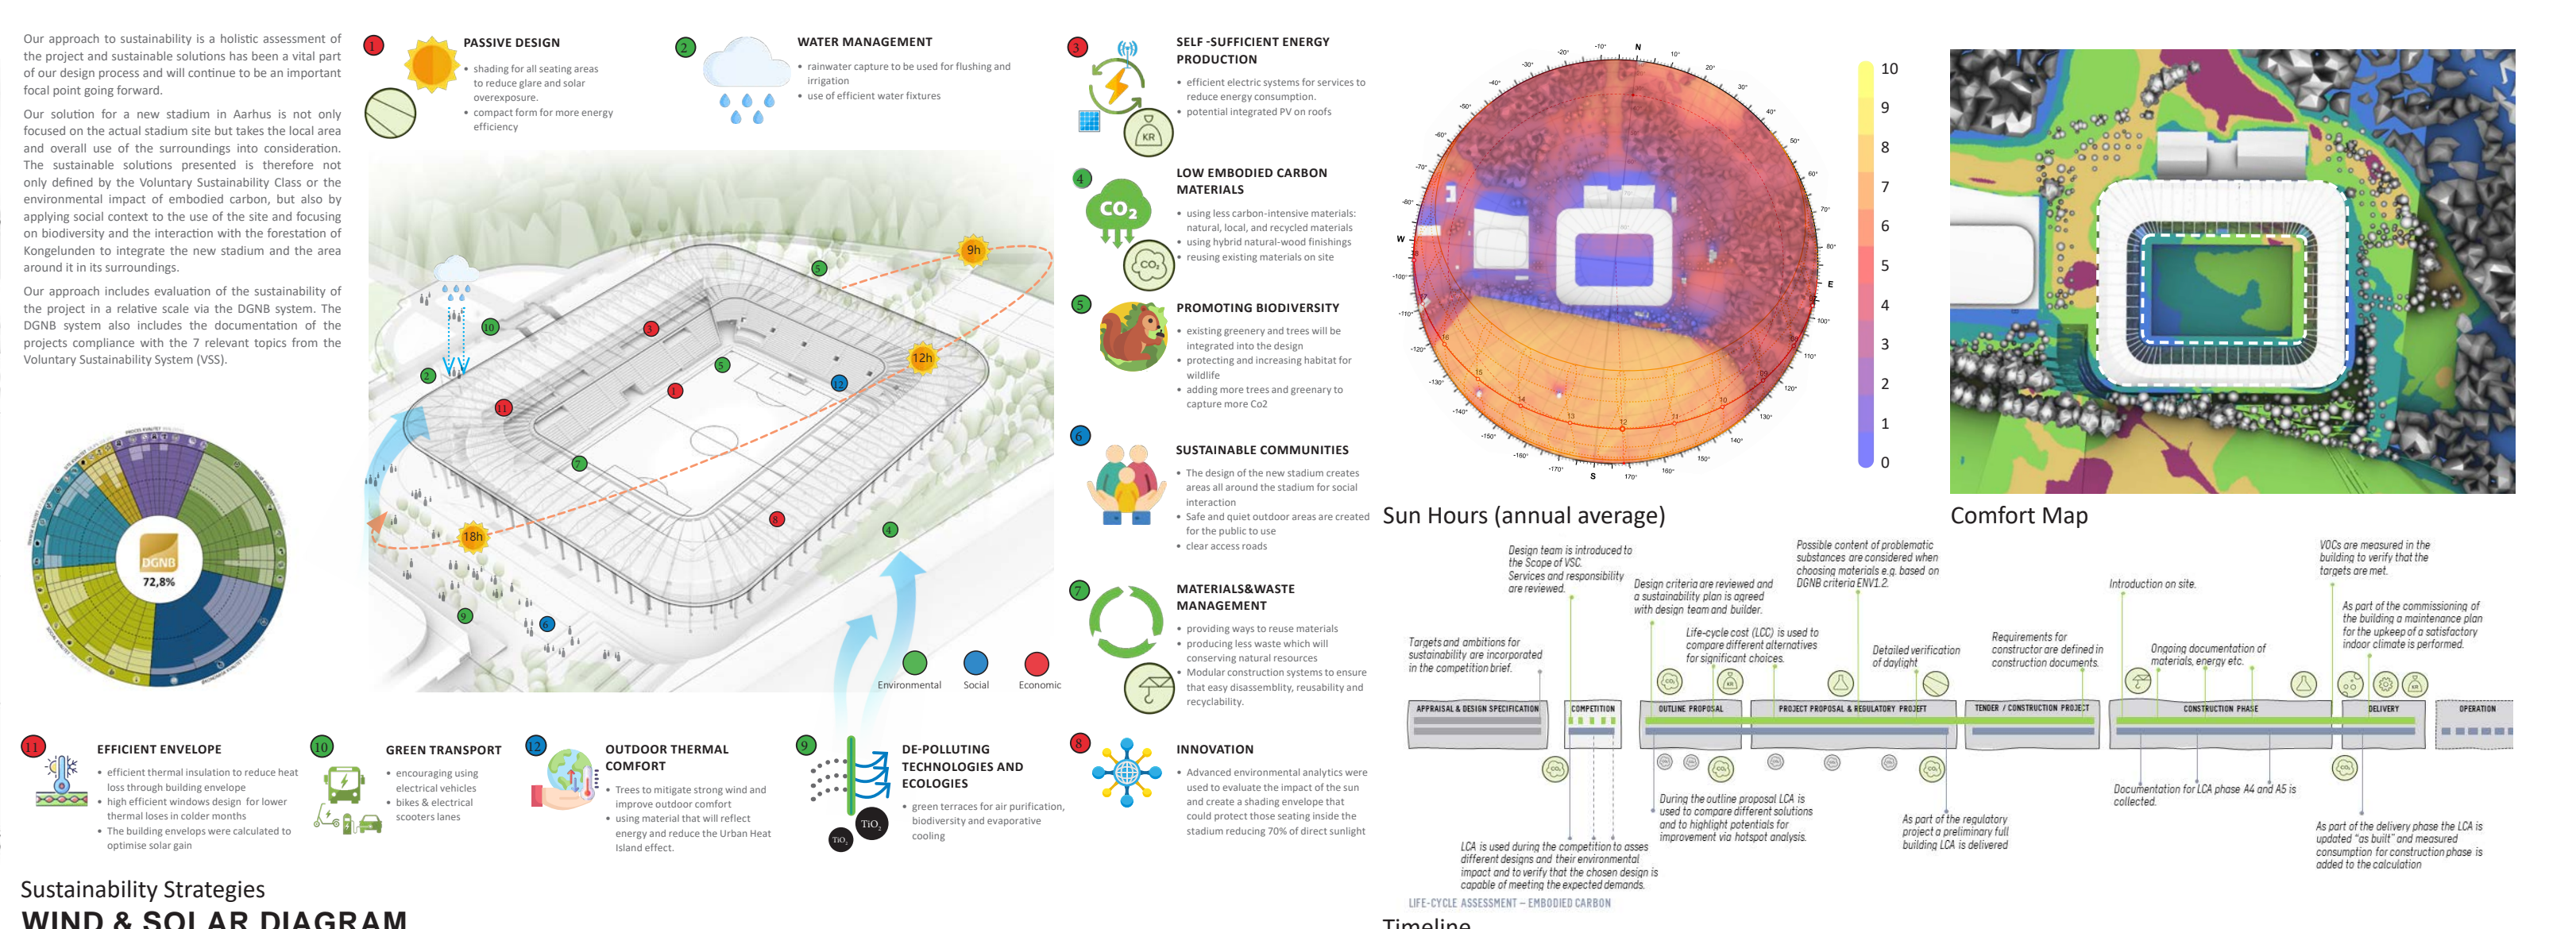 Our approach to sustainability is a holistic assessment of
the project and sustainable solutions has been a vital part
of our design process and will continue to be an important
focal point going forward.
Our solution for a new stadium in Aarhus is not only
focused on the actual stadium site but takes the local area
and overall use of the surroundings into consideration.
The sustainable solutions presented is therefore not
only defined by the Voluntary Sustainability Class or the
environmental impact of embodied carbon, but also by
applying social context to the use of the site and focusing
on biodiversity and the interaction with the forestation of
Kongelunden to integrate the new stadium and the area
around it in its surroundings.
Our approach includes evaluation of the sustainability of
the project in a relative scale via the DGNB system. The
DGNB system also includes the documentation of the
projects compliance with the 7 relevant topics from the
Voluntary Sustainability System (VSS).
DGNB
72,8%
1
PASSIVE DESIGN
• shading for all seating areas
to reduce glare and solar
overexposure.
• compact form for more energy
efficiency
2
WATER MANAGEMENT
• rainwater capture to be used for flushing and
irrigation
• use of efficient water fixtures
3
SELF -SUFFICIENT ENERGY
PRODUCTION
• efficient electric systems for services to
reduce energy consumption.
• potential integrated PV on roofs
KR
4
LOW EMBODIED CARBON
MATERIALS
CO2
• using less carbon-intensive materials:
natural, local, and recycled materials
• using hybrid natural-wood finishings
• reusing existing materials on site
CO2
5
PROMOTING BIODIVERSITY
• existing greenery and trees will be
integrated into the design
• protecting and increasing habitat for
wildlife
• adding more trees and greenary to
capture more Co2
6
SUSTAINABLE COMMUNITIES
• The design of the new stadium creates
areas all around the stadium for social
interaction
• Safe and quiet outdoor areas are created
for the public to use
• clear access roads
7
MATERIALS&WASTE
MANAGEMENT
• providing ways to reuse materials
• producing less waste which will
conserving natural resources
• Modular construction systems to ensure
that easy disassemblity, reusability and
recyclability.
8
INNOVATION
• Advanced environmental analytics were
used to evaluate the impact of the sun
and create a shading envelope that
could protect those seating inside the
stadium reducing 70% of direct sunlight
9
DE-POLLUTING
TECHNOLOGIES AND
ECOLOGIES
• green terraces for air purification,
biodiversity and evaporative
cooling
TiO2
TiO2
12
OUTDOOR THERMAL
COMFORT
• Trees to mitigate strong wind and
improve outdoor comfort
• using material that will reflect
energy and reduce the Urban Heat
Island effect.
10
GREEN TRANSPORT
• encouraging using
electrical vehicles
• bikes & electrical
scooters lanes
11
EFFICIENT ENVELOPE
• efficient thermal insulation to reduce heat
loss through building envelope
• high efficient windows design for lower
thermal loses in colder months
• The building envelops were calculated to
optimise solar gain
9h
12h
18h
5
10
3
2
5
12
1
11
7
8
4
9
6
Environmental
Social
Economic
Sustainability Strategies
WIND & SOLAR DIAGRAM
N
E
S
W
10
9
8
7
6
5
4
3
2
1
0
Sun Hours (annual average)
Comfort Map
Targets and ambitions for
sustainability are incorporated
in the competition brief.
Design team is introduced to
the Scope of VSC.
Services and responsibility
are reviewed.
Design criteria are reviewed and
a sustainability plan is agreed
with design team and builder.
Life-cycle cost (LCC) is used to
compare different alternatives
for significant choices.
Possible content of problematic
substances are considered when
choosing materials e.g. based on
DGNB criteria ENV1.2.
Detailed verification
of daylight
Requirements for
constructor are defined in
construction documents.
Introduction on site.
Ongoing documentation of
materials, energy etc.
VOCs are measured in the
building to verify that the
targets are met.
As part of the commissioning of
the building a maintenance plan
for the upkeep of a satisfactory
indoor climate is performed.
APPRAISAL & DESIGN SPECIFICATION
COMPETITION
OUTLINE PROPOSAL
PROJECT PROPOSAL & REGULATORY PROJEFT
TENDER / CONSTRUCTION PROJECT
CONSTRUCTION PHASE
DELIVERY
OPERATION
LCA is used during the competition to asses
different designs and their environmental
impact and to verify that the chosen design is
capable of meeting the expected demands.
During the outline proposal LCA is
used to compare different solutions
and to highlight potentials for
improvement via hotspot analysis.
As part of the regulatory
project a preliminary full
building LCA is delivered
Documentation for LCA phase A4 and A5 is
collected.
As part of the delivery phase the LCA is
updated "as built" and measured
consumption for construction phase is
added to the calculation
LIFE-CYCLE ASSESSMENT – EMBODIED CARBON
Timeline